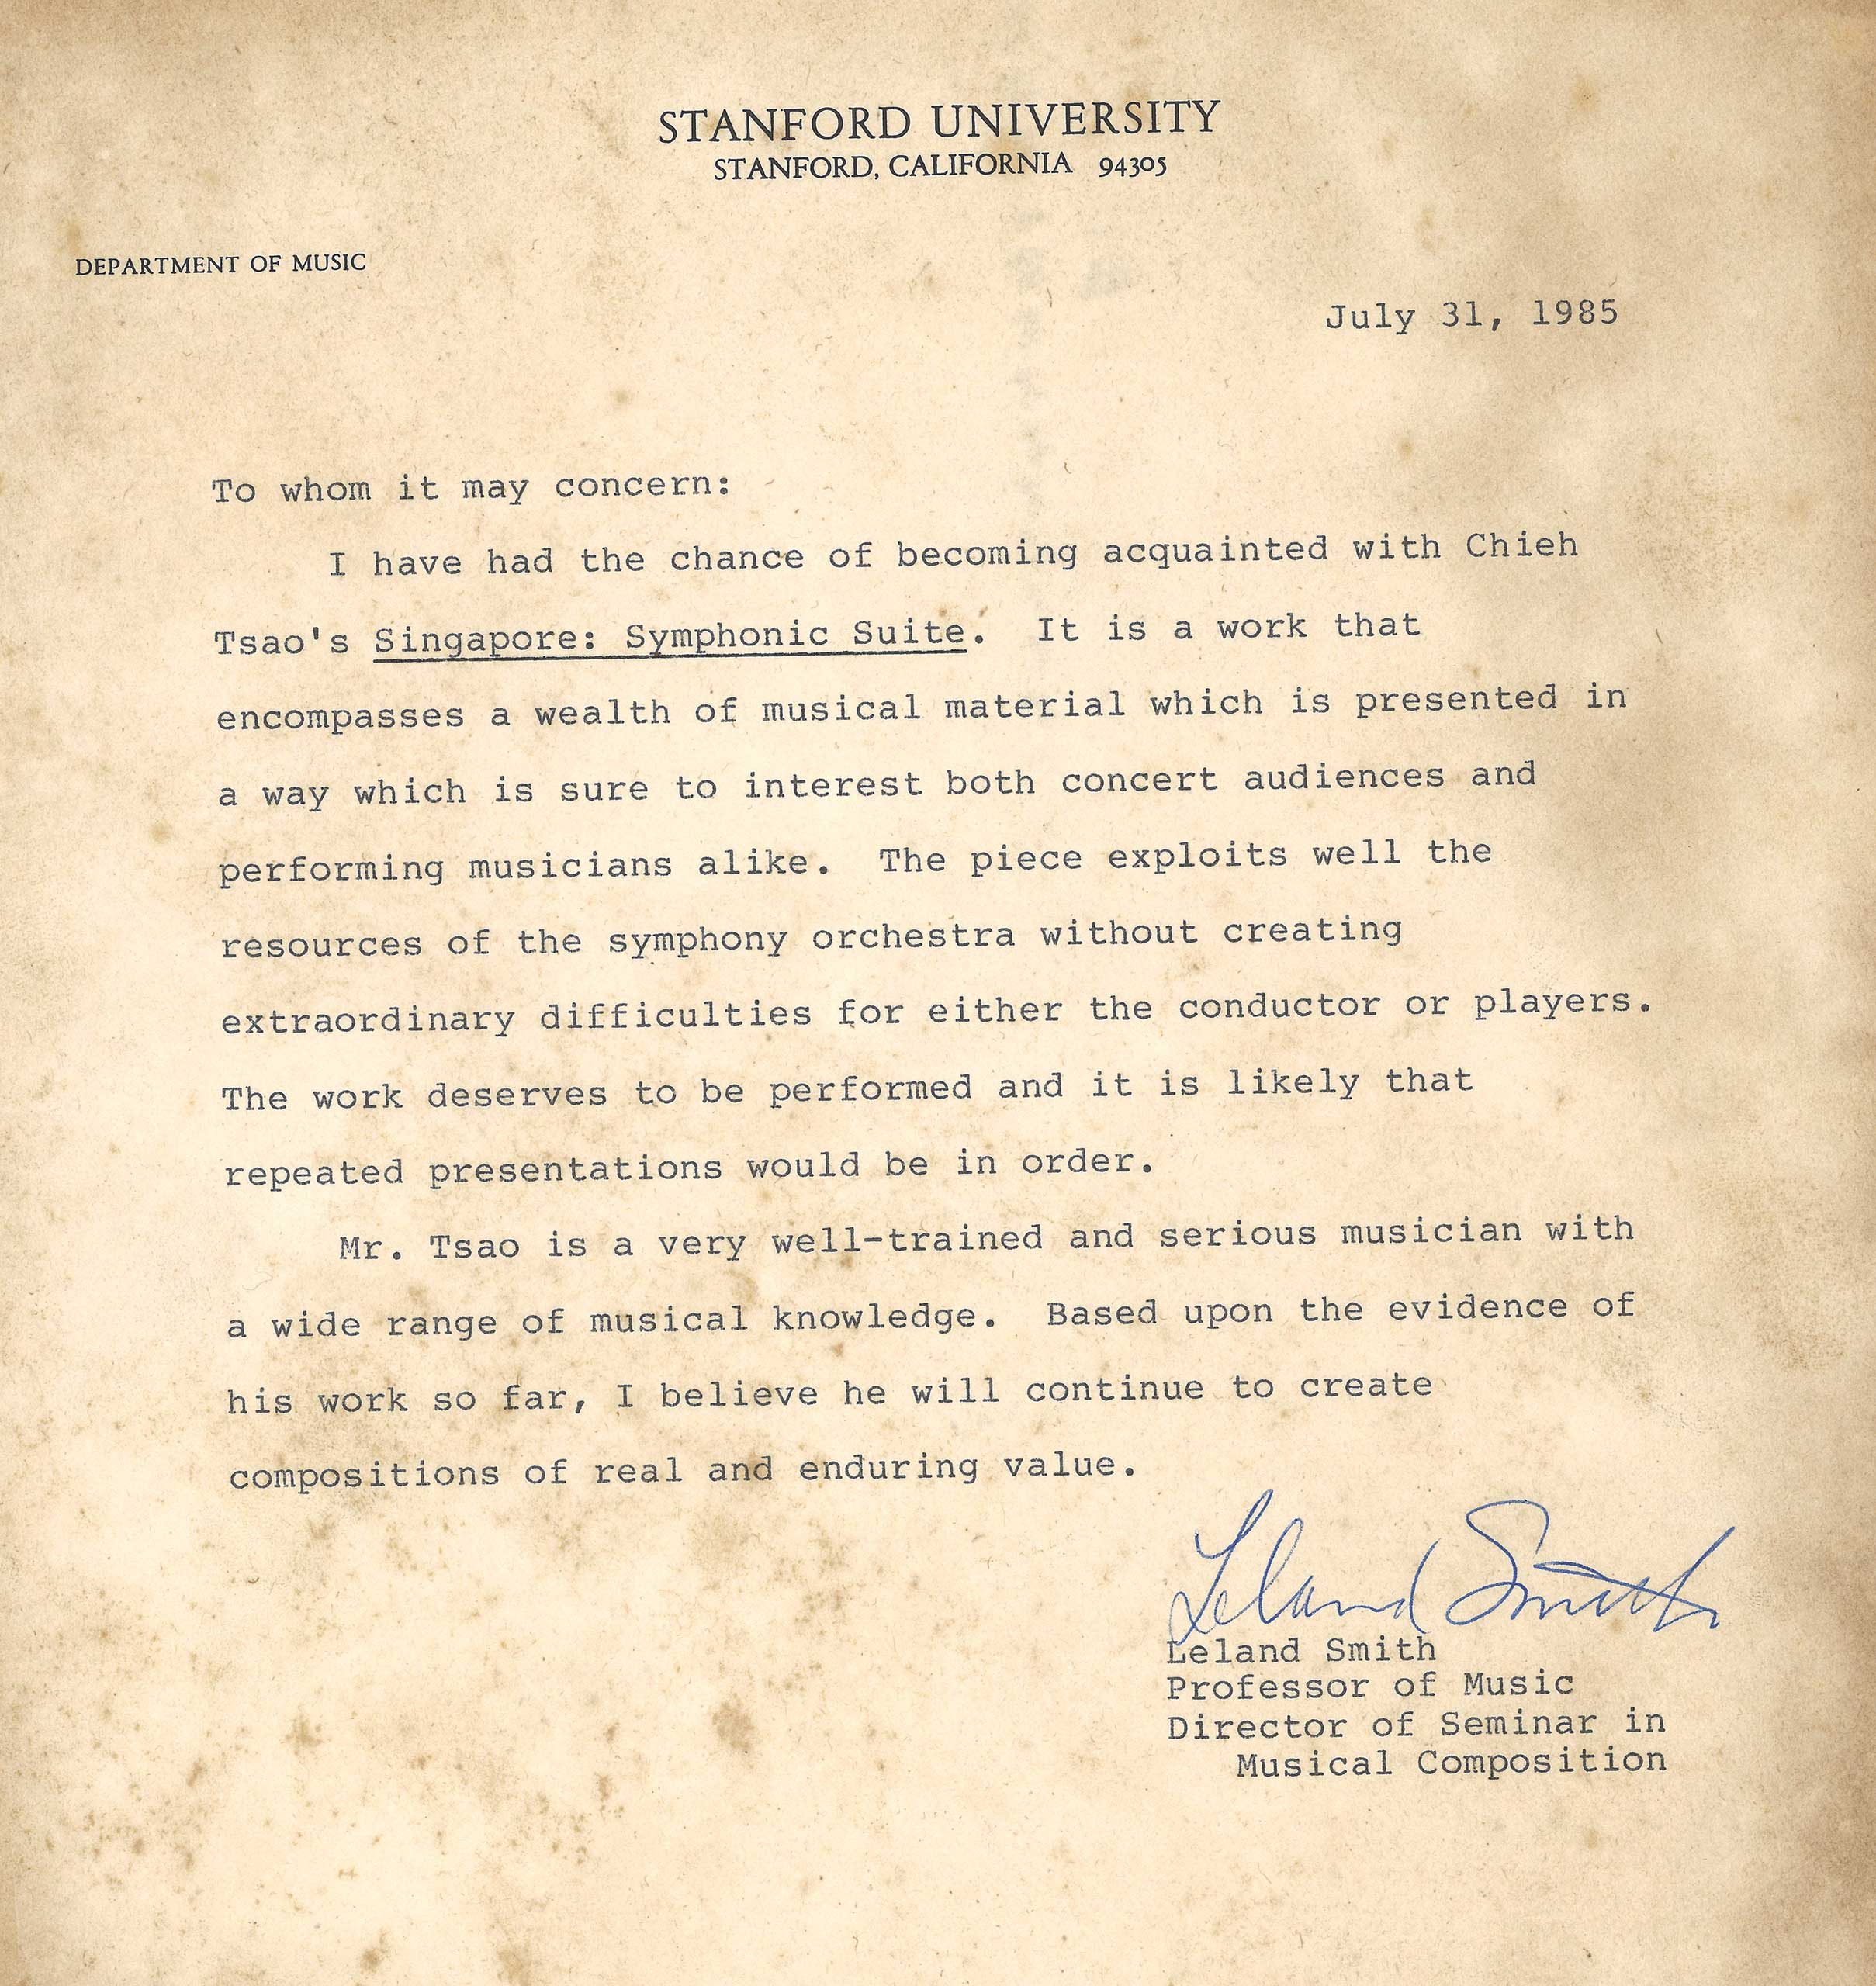 STANFORD UNIVERSITY
STANFORD, CALIFORNIA 94305
DEPARTMENT OF MUSIC
July 31, 1985
To whom it may concern:
I have had the chance of becoming acquainted with Chieh
Tsao's Singapore: Symphonic Suite. It is a work that
encompasses a wealth of musical material which is presented in
a way which is sure to interest both concert audiences and
performing musicians alike. The piece exploits well the
resources of the symphony orchestra without creating
extraordinary difficulties for either the conductor or players.
The work deserves to be performed and it is likely that
repeated presentations would be in order.
Mr. Tsao is a very well-trained and serious musician with
a wide range of musical knowledge. Based upon the evidence of
his work so far, I believe he will continue to create
compositions of real and enduring value.
Leland Smith
Leland Smith
Professor of Music
Director of Seminar in
Musical Composition